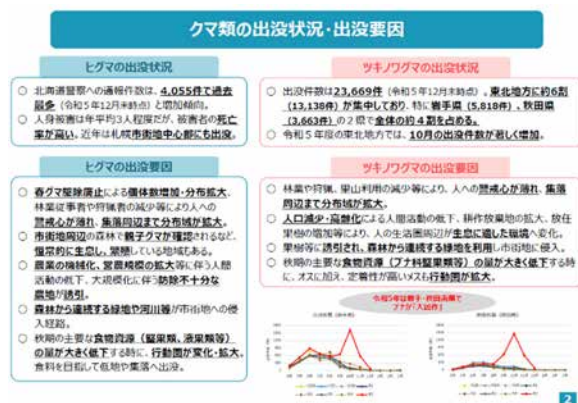 クマ類の出没状況・出没要因
ヒグマの出没状況
○ 北海道警察への通報件数は、4,055件で過去
最多（令和5年12月末時点）と増加傾向。
○ 人身被害は年平均3人程度だが、被害者の死亡
率が高い。近年は札幌市街地中心部にも出没。
ツキノワグマの出没状況
○ 出没件数は23,669件（令和5年12月時点）。東北地方に約6割
（13,138件）が集中しており、特に岩手県（5,818件）、秋田県
（3,663件）の2県で全体の約4割を占める。
○ 令和5年度の東北地方では、10月の出没件数が著しく増加。
ヒグマの出没要因
○ 春グマ駆除廃止による個体数増加・分布拡大、
林業従事者や狩猟者の減少等により人への
警戒心が薄れ、集落周辺まで分布域が拡大。
○ 市街地周辺の森林で親子グマが確認されるなど、
恒常的に生息し、繁殖している地域もある。
○ 農業の機械化、営農規模の拡大等に伴う人間
活動の低下、大規模化に伴う防除不十分な
農地が誘引。
○ 森林から連続する緑地や河川等が市街地への侵
入経路。
○ 秋期の主要な食物資源（堅果類、液果類等）
の量が大きく低下する時に、行動圏が変化・拡大。
食料を目指して低地や集落へ出没。
ツキノワグマの出没要因
○ 林業や狩猟、里山利用の減少等により、人への警戒心が薄れ、集落
周辺まで分布域が拡大。
○ 人口減少・高齢化による人間活動の低下、耕作放棄地の拡大、放任
果樹の増加等により、人の生活圏周辺が生息に適した環境へ変化。
○ 果樹等に誘引され、森林から連続する緑地を利用し市街地に侵入。
○ 秋期の主要な食物資源（ブナ科堅果類等）の量が大きく低下する時
に、オスに加え、定着性が高いメスも行動圏が拡大。
令和5年は岩手・秋田両県で
ブナが「大凶作」
2